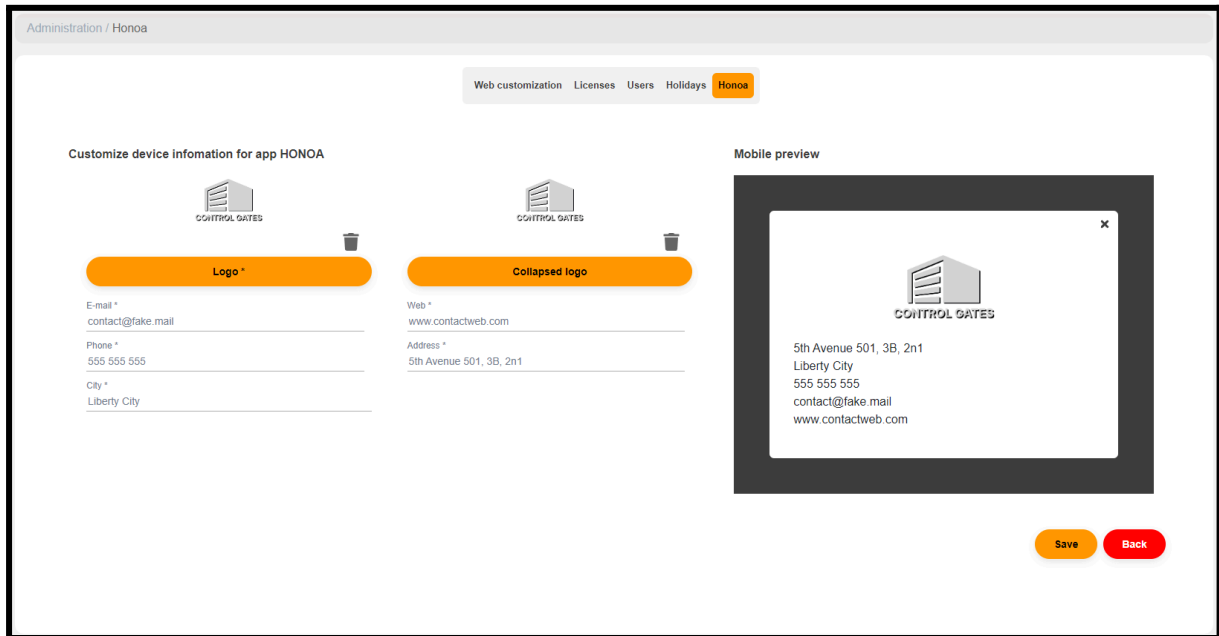 Administration / Honoa
Web customization Licenses Users Holidays Honoa
Customize device infomation for app HONOA
CONTROL GATES
Logo *
E-mail *
contact@fake.mail
Phone *
555 555 555
City *
Liberty City
CONTROL GATES
Collapsed logo
Web *
www.contactweb.com
Address *
5th Avenue 501, 3B, 2n1
Mobile preview
×
CONTROL GATES
5th Avenue 501, 3B, 2n1
Liberty City
555 555 555
contact@fake.mail
www.contactweb.com
Save Back